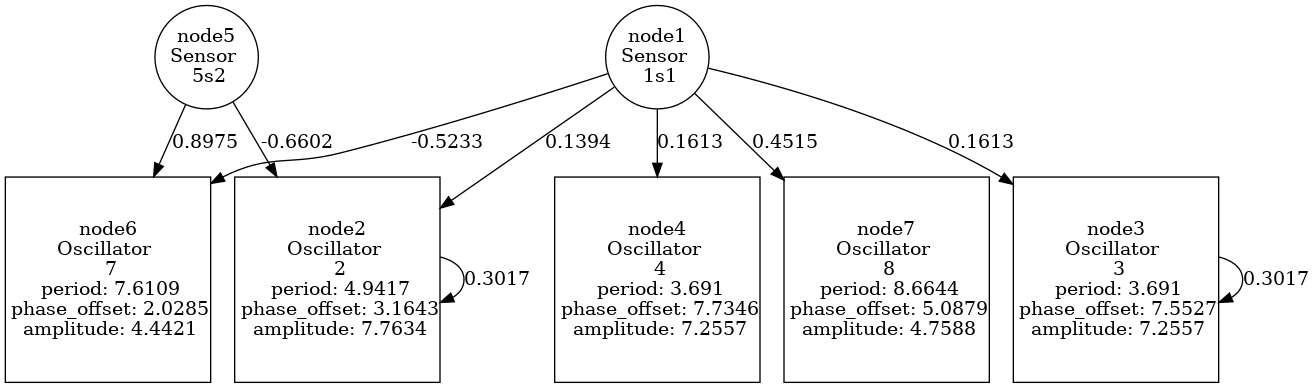 node5
Sensor
5s2
node1
Sensor
1s1
0.8975
-0.6602
-0.5233
0.1394
0.1613
0.4515
0.1613
node6
Oscillator
7
period: 7.6109
phase_offset: 2.0285
amplitude: 4.4421
node2
Oscillator
2
period: 4.9417
phase_offset: 3.1643
amplitude: 7.7634
0.3017
node4
Oscillator
4
period: 3.691
phase_offset: 7.7346
amplitude: 7.2557
node7
Oscillator
8
period: 8.6644
phase_offset: 5.0879
amplitude: 4.7588
node3
Oscillator
3
period: 3.691
phase_offset: 7.5527
amplitude: 7.2557
0.3017